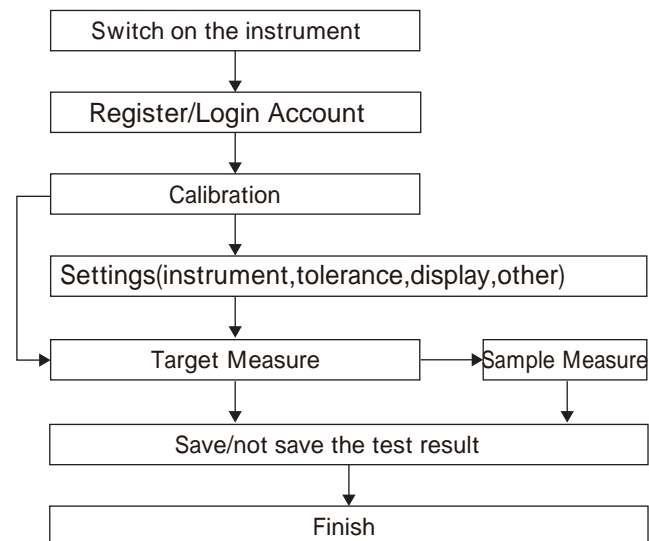 Switch on the instrument
Register/Login Account
Calibration
Settings(instrument,tolerance,display,other)
Target Measure
Sample Measure
Save/not save the test result
Finish